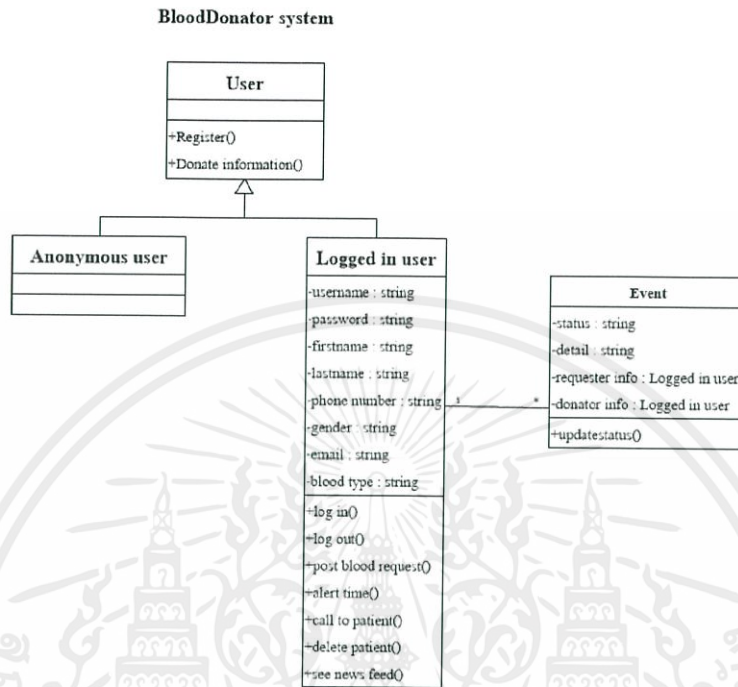 BloodDonator system
User
+Register()
+Donate information()
Anonymous user
Logged in user
-username : string
-password : string
-firstname : string
-lastname : string
-phone number : string
-gender : string
-email : string
-blood type : string
+log in()
+log out()
+post blood request()
+alert time()
+call to patient()
+delete patient()
+see news feed()
1 *
Event
-status : string
-detail : string
-requester info : Logged in user
-donator info : Logged in user
+updatestatus()